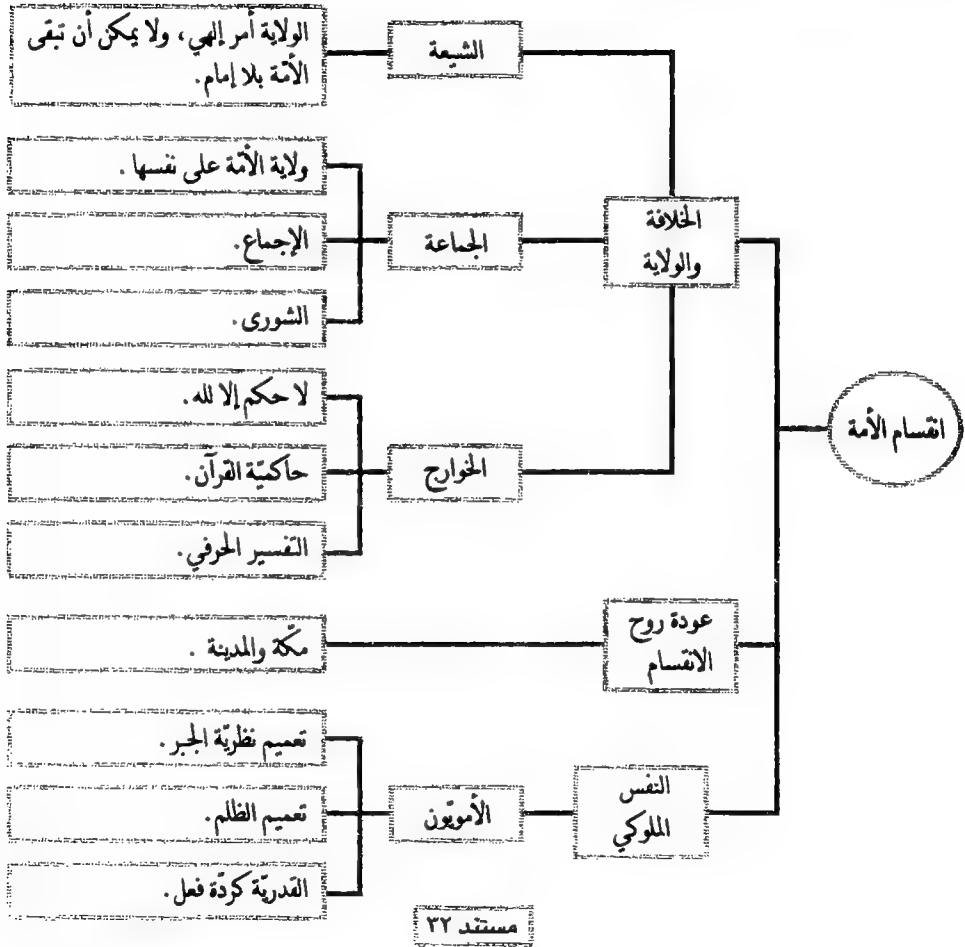 انقسام الأمة
الخلافة
والولاية
الشيعة
الولاية أمر إلهي، ولا يمكن أن تبقى
الأمّة بلا إمام.
الجماعة
ولاية الأمّة على نفسها.
الإجماع.
الشورى.
الخوارج
لا حكم إلا لله.
حاكميّة القرآن.
التفسير الحرفي.
عودة روح
الانقسام
مكّة والمدينة .
النفس
الملوكي
الأمويّون
تعميم نظريّة الجبر.
تعميم الظلم.
القدريّة كردّة فعل.
مستند ٣٢